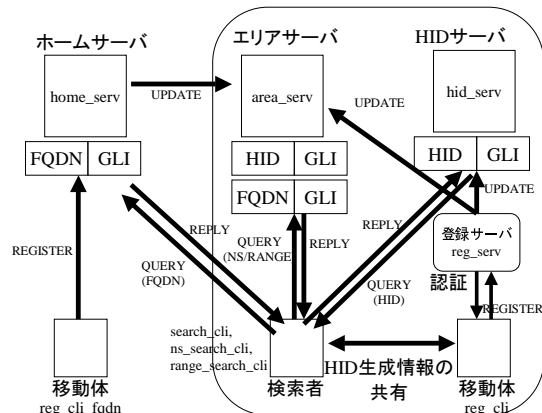 ホームサーバ
エリアサーバ
HIDサーバ
home_serv
UPDATE
area_serv
UPDATE
hid_serv
FQDN GLI
HID GLI
FQDN GLI
HID GLI
UPDATE
REGISTER
REPLY
QUERY
(FQDN)
QUERY
(NS/RANGE)
REPLY
REPLY
QUERY
(HID)
登録サーバ
reg_serv
認証
REGISTER
search_cli,
ns_search_cli,
range_search_cli
HID生成情報の
共有
移動体
reg_cli_fqdn
検索者
移動体
reg_cli